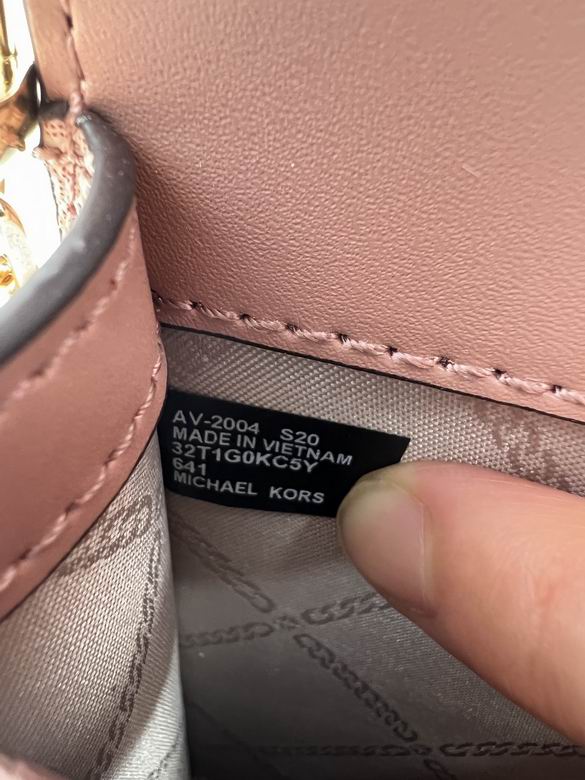 AV-2004 S20
MADE IN VIETNAM
32T1G0KC5Y
641
MICHAEL KORS